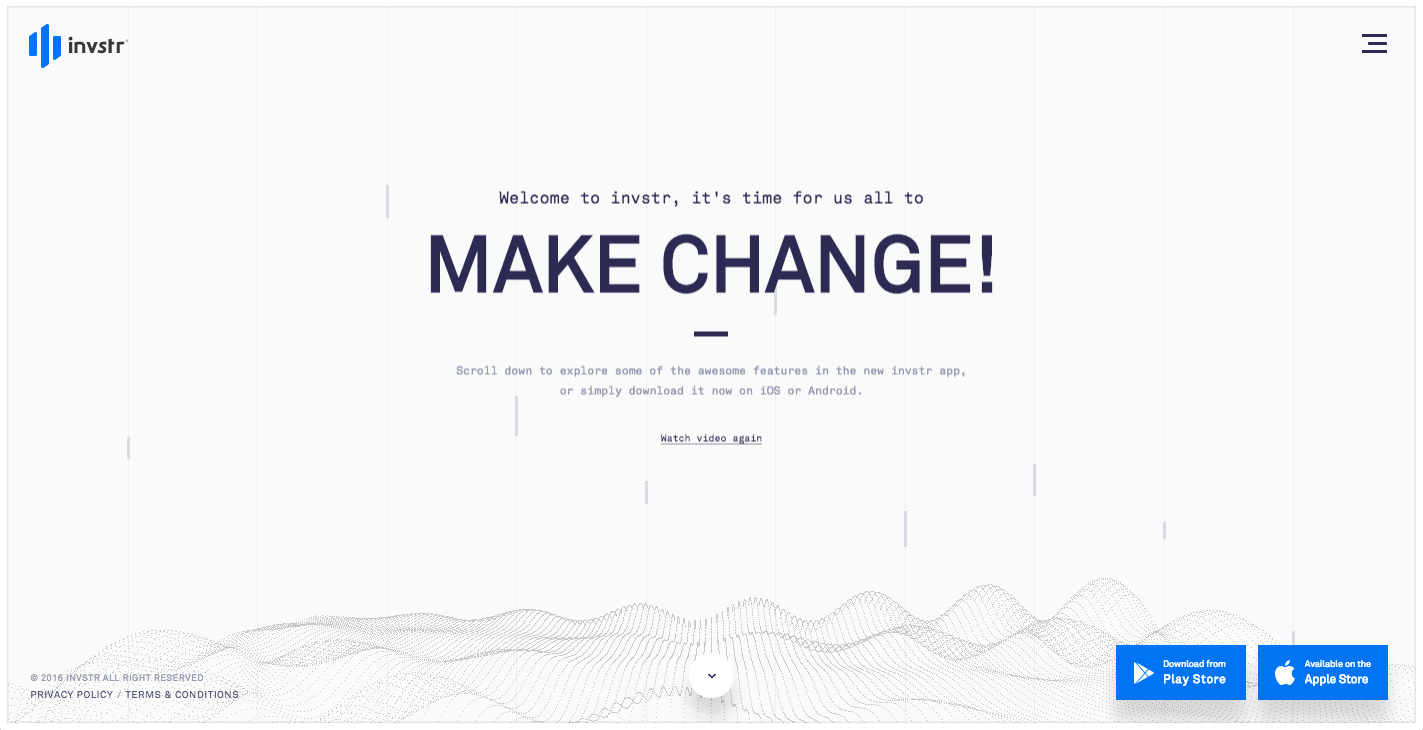 invstr
Welcome to invstr, it's time for us all to
MAKE CHANGE!
Scroll down to explore some of the awesome features in the new invstr app,
or simply download it now on iOS or Android.
Watch video again
© 2016 INVSTR ALL RIGHT RESERVED
PRIVACY POLICY / TERMS & CONDITIONS
Download from
Play Store
Available on the
Apple Store